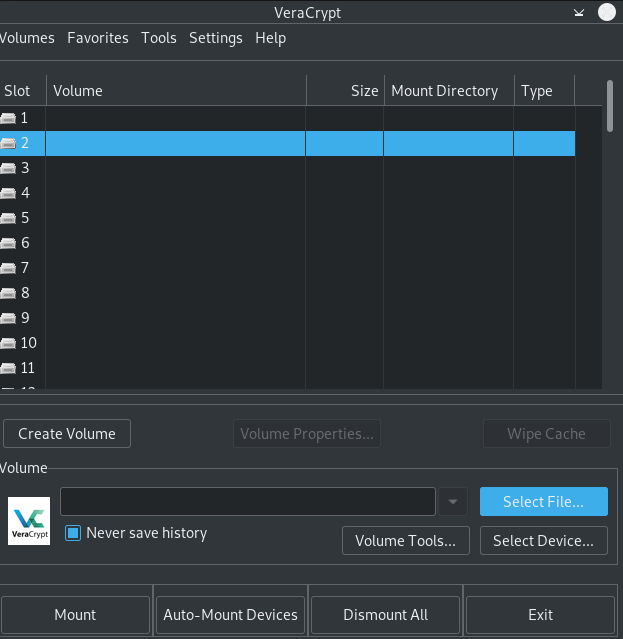 VeraCrypt
Volumes Favorites Tools Settings Help
Slot Volume Size Mount Directory Type
1
2
3
4
5
6
7
8
9
10
11
Create Volume Volume Properties... Wipe Cache
Volume
Select File...
VeraCrypt
Never save history
Volume Tools... Select Device...
Mount Auto-Mount Devices Dismount All Exit